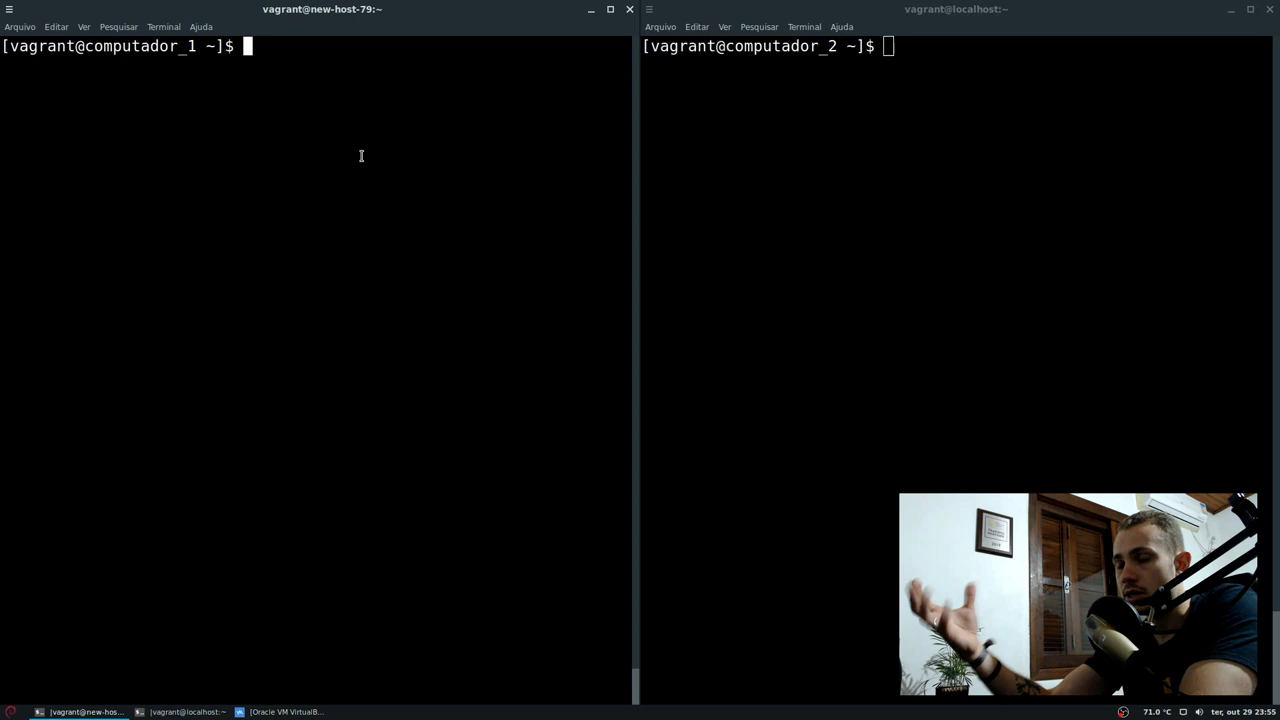 vagrant@new-host-79:~
Arquivo Editar Ver Pesquisar Terminal Ajuda
[vagrant@computador_1 ~]$
vagrant@localhost:~
Arquivo Editar Ver Pesquisar Terminal Ajuda
[vagrant@computador_2 ~]$
[vagrant@new-hos...
[vagrant@localhost:~
[Oracle VM VirtualB...
71.0 °C
ter, out 29 23:55